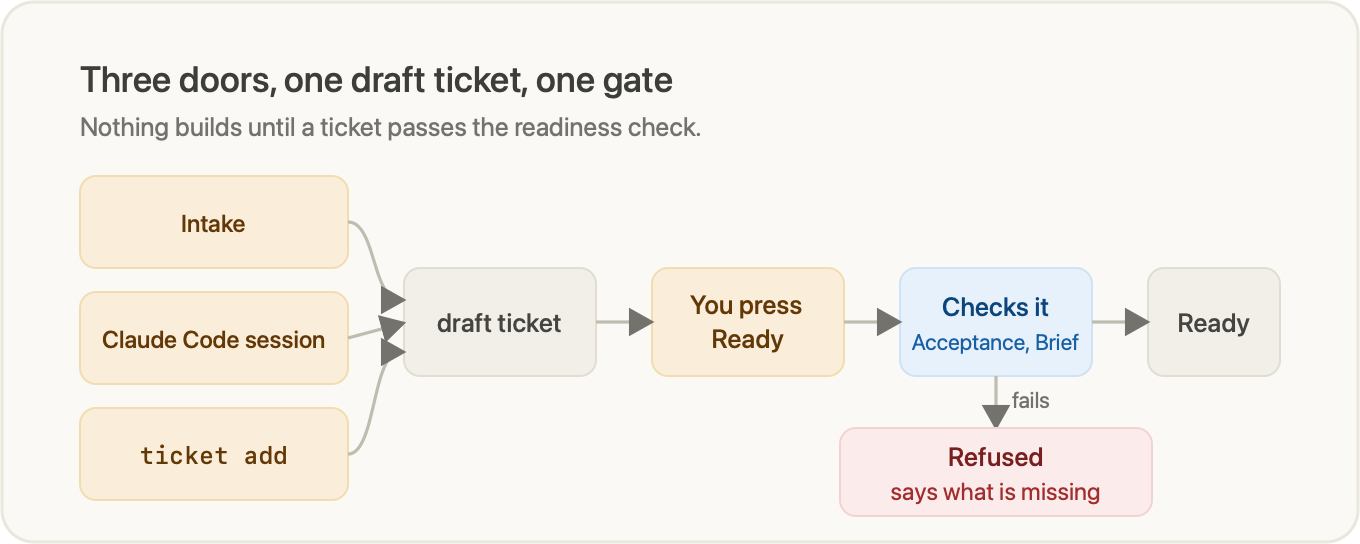 Three doors, one draft ticket, one gate
Nothing builds until a ticket passes the readiness check.
Intake
Claude Code session
ticket add
draft ticket
You press
Ready
Checks it
Acceptance, Brief
Ready
fails
Refused
says what is missing